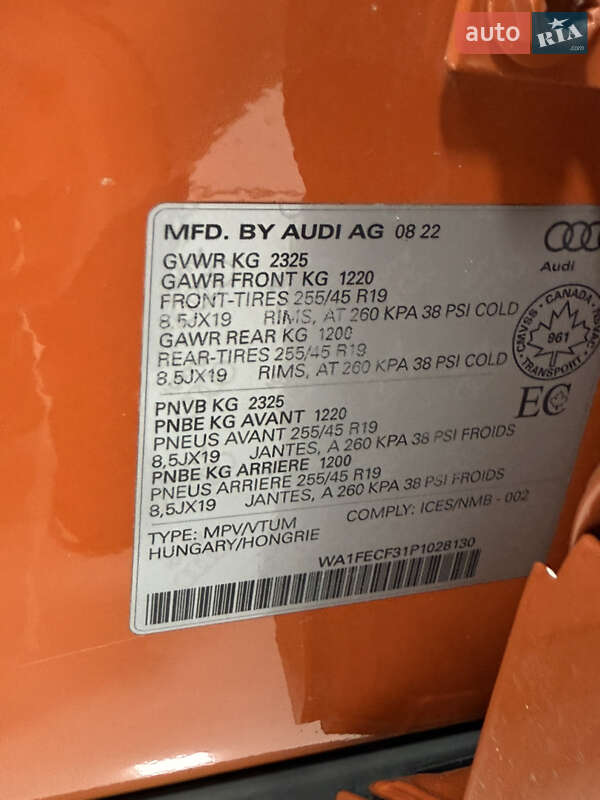 auto RIA.com
MFD. BY AUDI AG 08 22
GVWR KG 2325
GAWR FRONT KG 1220
FRONT-TIRES 255/45 R19
8,5JX19 RIMS, AT 260 KPA 38 PSI COLD
GAWR REAR KG 1200
REAR-TIRES 255/45 R19
8,5JX19 RIMS, AT 260 KPA 38 PSI COLD
Audi
CMVSS - CANADA - NSVAC
961
TRANSPORT
EC
PNVB KG 2325
PNBE KG AVANT 1220
PNEUS AVANT 255/45 R19
8,5JX19 JANTES, A 260 KPA 38 PSI FROIDS
PNBE KG ARRIERE 1200
PNEUS ARRIERE 255/45 R19
8,5JX19 JANTES, A 260 KPA 38 PSI FROIDS
TYPE: MPV/VTUM COMPLY: ICES/NMB - 002
HUNGARY/HONGRIE
WA1FECF31P1028130